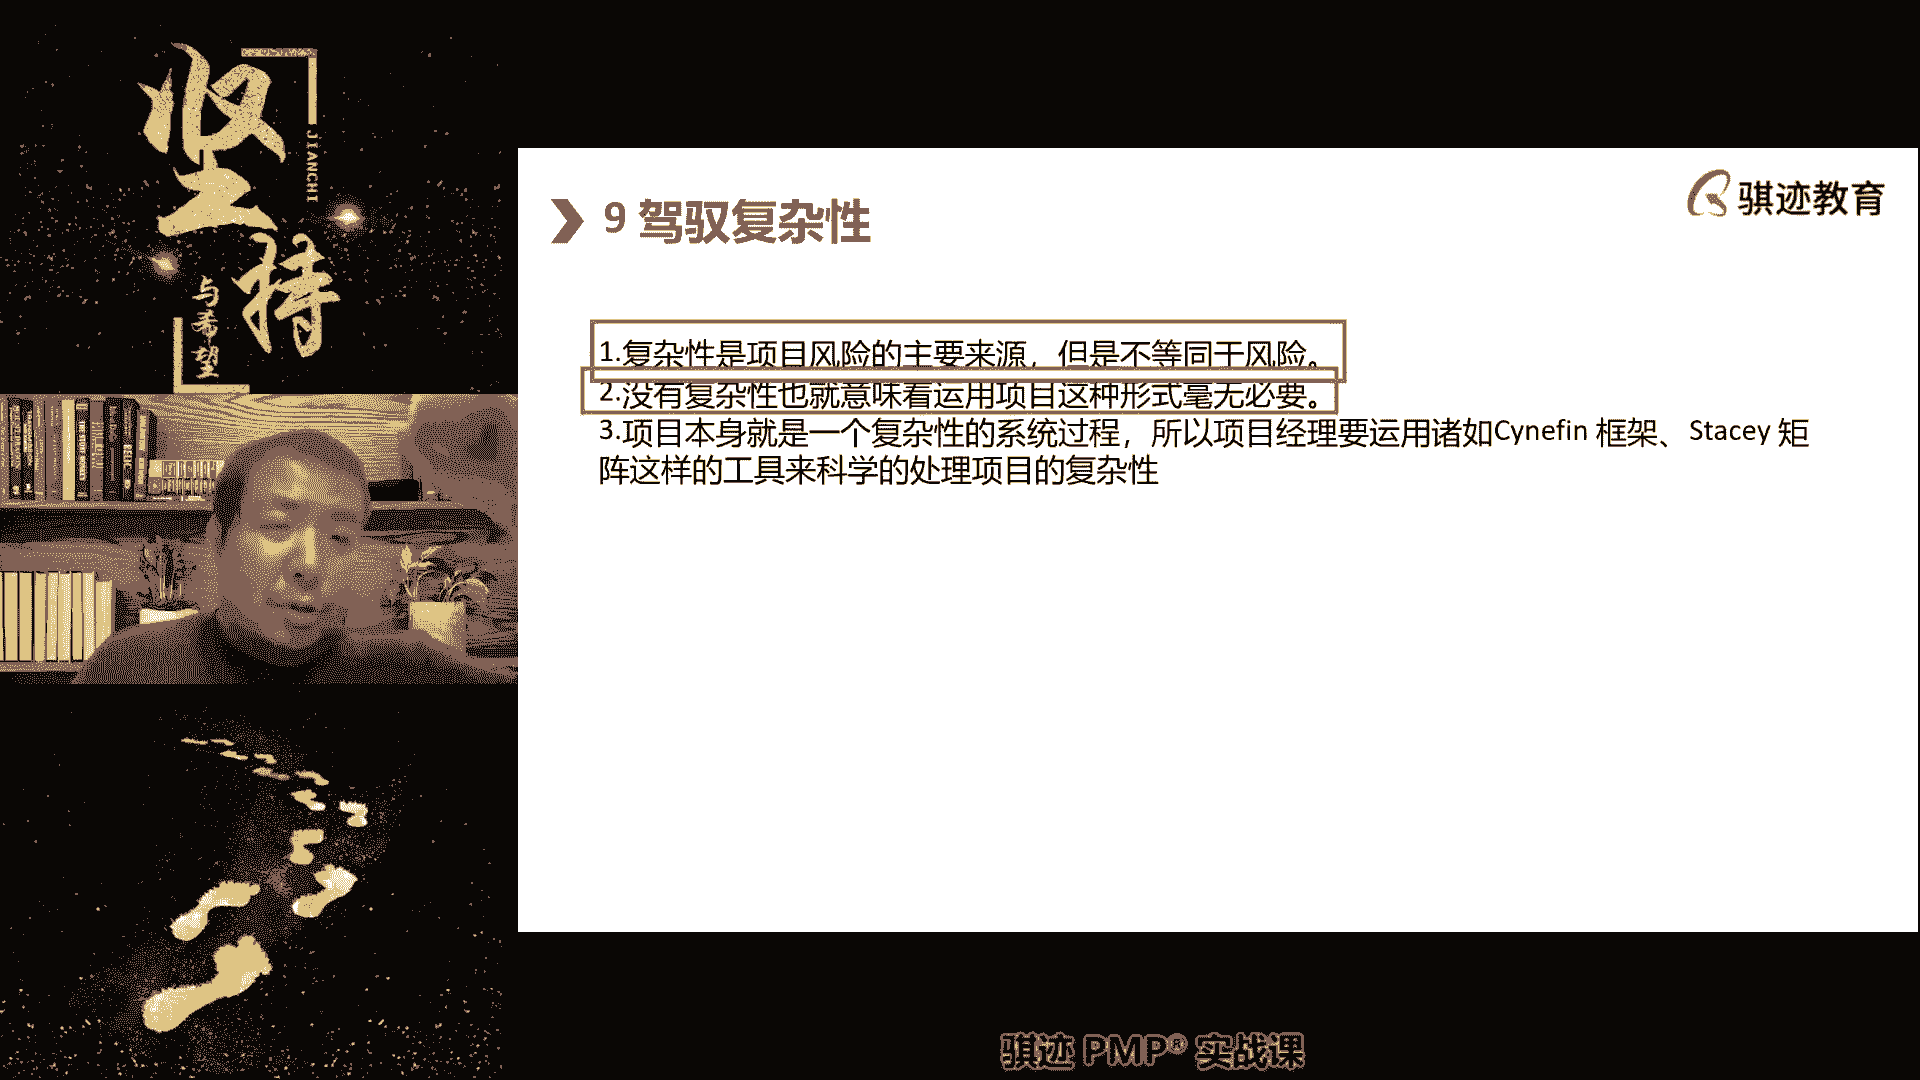 坚持
JIANCHI
与希望
骐迹教育
9 驾驭复杂性
1.复杂性是项目风险的主要来源，但是不等同于风险。
2.没有复杂性也就意味着运用项目这种形式毫无必要。
3.项目本身就是一个复杂性的系统过程，所以项目经理要运用诸如Cynefin 框架、Stacey 矩
阵这样的工具来科学的处理项目的复杂性
骐迹 PMP® 实战课